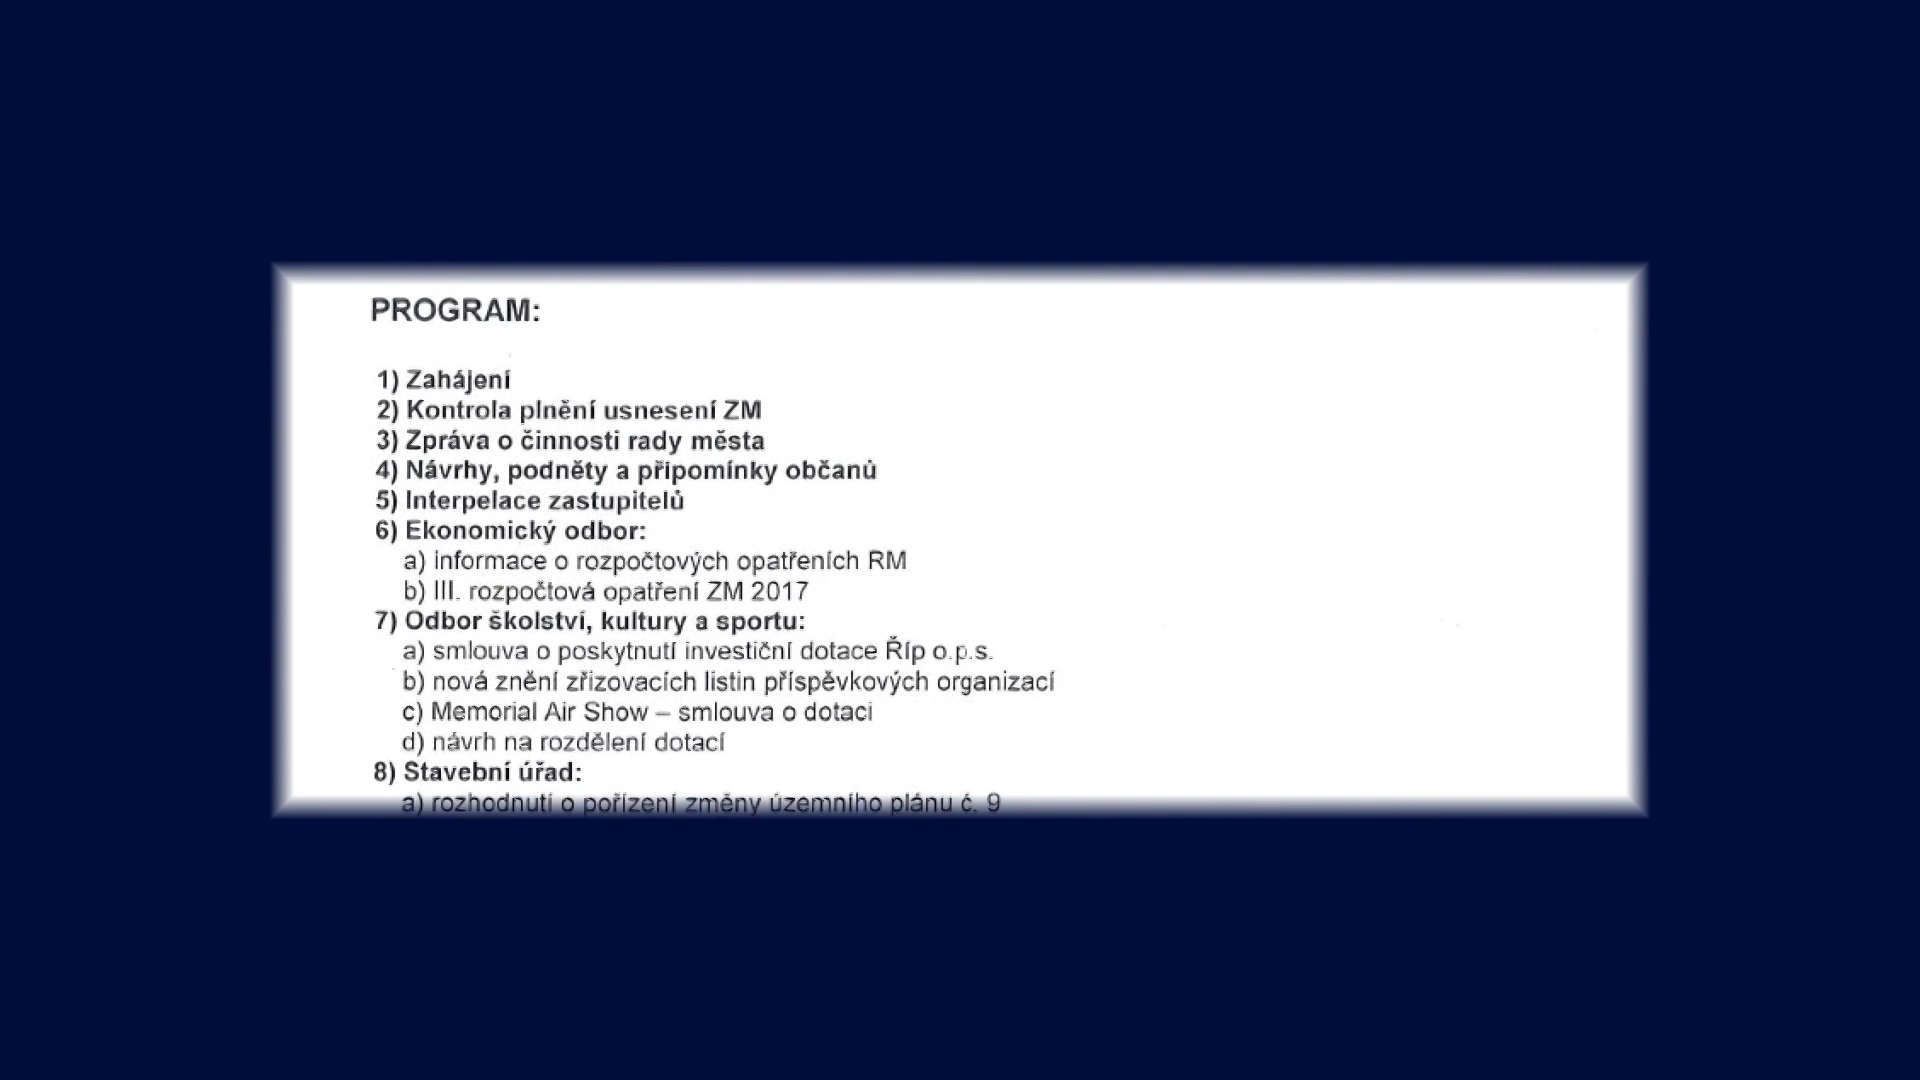 PROGRAM:
1) Zahájení
2) Kontrola plnění usnesení ZM
3) Zpráva o činnosti rady města
4) Návrhy, podněty a připomínky občanů
5) Interpelace zastupitelů
6) Ekonomický odbor:
a) informace o rozpočtových opatřeních RM
b) III. rozpočtová opatření ZM 2017
7) Odbor školství, kultury a sportu:
a) smlouva o poskytnutí investiční dotace Říp o.p.s.
b) nová znění zřizovacích listin příspěvkových organizací
c) Memorial Air Show – smlouva o dotaci
d) návrh na rozdělení dotací
8) Stavební úřad:
a) rozhodnutí o pořízení změny územního plánu č. 9